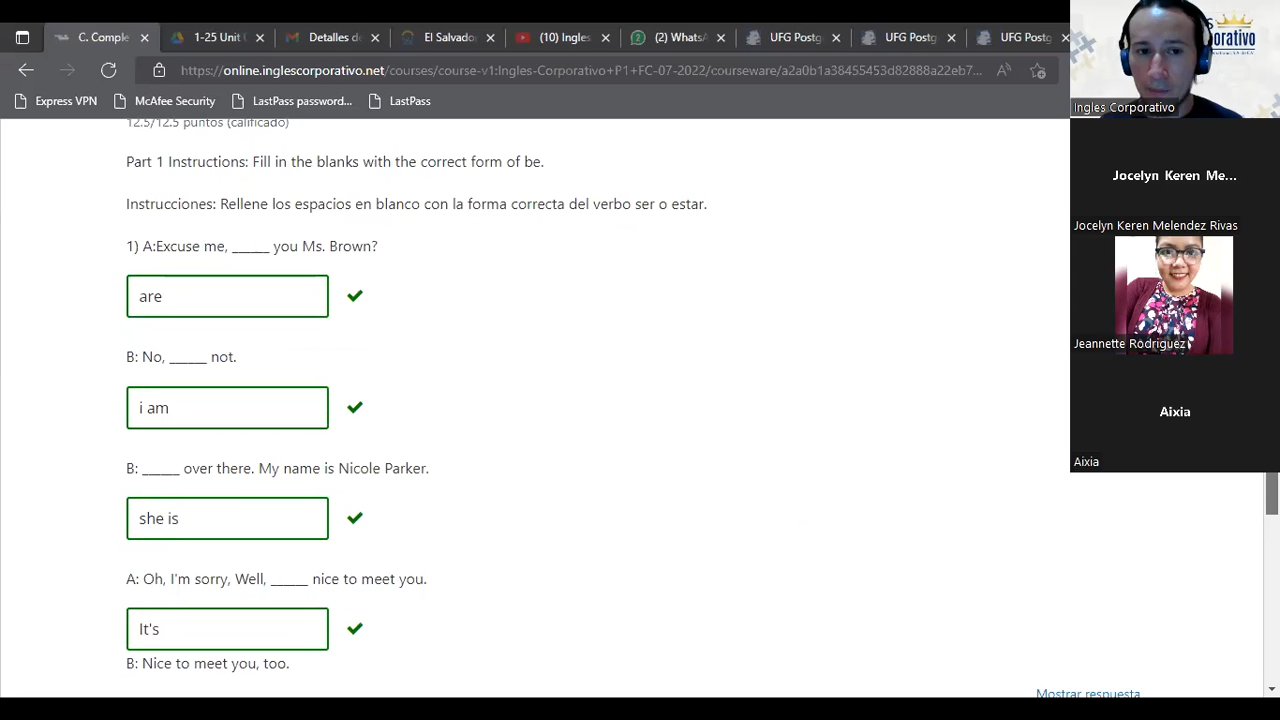 C. Comple
1-25 Unit
Detalles d
El Salvado
(10) Ingles
(2) WhatsA
UFG Postg
UFG Postg
UFG Postg
https://online.inglescorporativo.net/courses/course-v1:Ingles-Corporativo+P1+FC-07-2022/courseware/a2a0b1a38455453d82888a22eb7...
Express VPN
McAfee Security
LastPass password...
LastPass
12.5/12.5 puntos (calificado)
Part 1 Instructions: Fill in the blanks with the correct form of be.
Instrucciones: Rellene los espacios en blanco con la forma correcta del verbo ser o estar.
1) A:Excuse me, ______ you Ms. Brown?
are
B: No, ______ not.
i am
B: ______ over there. My name is Nicole Parker.
she is
A: Oh, I'm sorry, Well, ______ nice to meet you.
It's
B: Nice to meet you, too.
Mostrar respuesta
Ingles Corporativo
Jocelyn Keren Me...
Jocelyn Keren Melendez Rivas
Jeannette Rodriguez
Aixia
Aixia